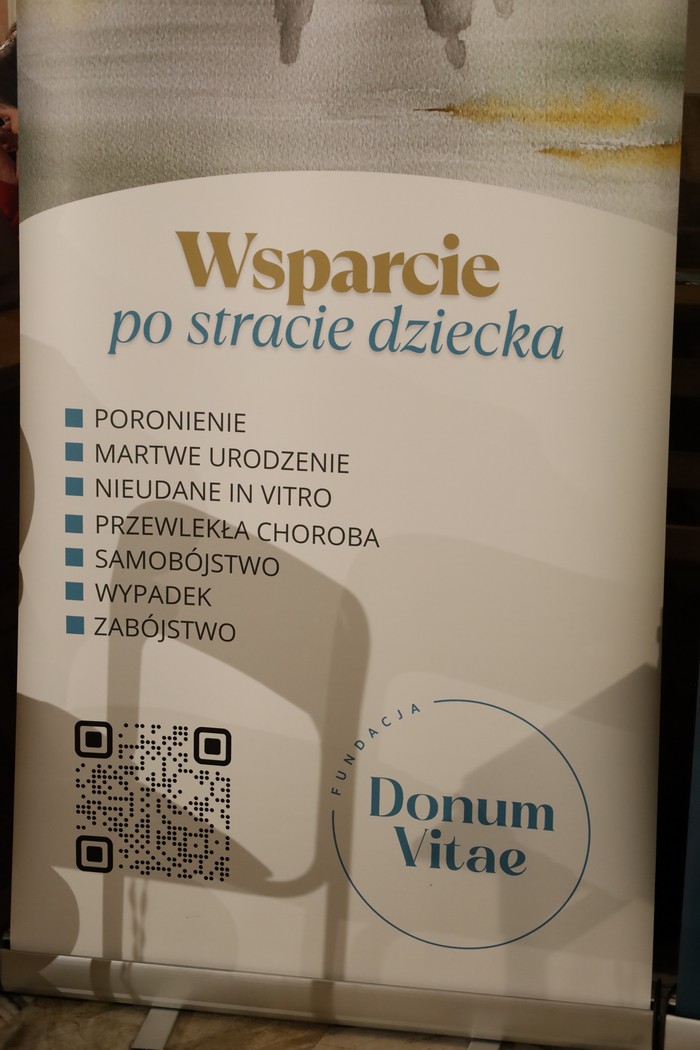 Wsparcie
po stracie dziecka
PORONIENIE
MARTWE URODZENIE
NIEUDANE IN VITRO
PRZEWLEKŁA CHOROBA
SAMOBÓJSTWO
WYPADEK
ZABÓJSTWO
FUNDACJA
Donum
Vitae